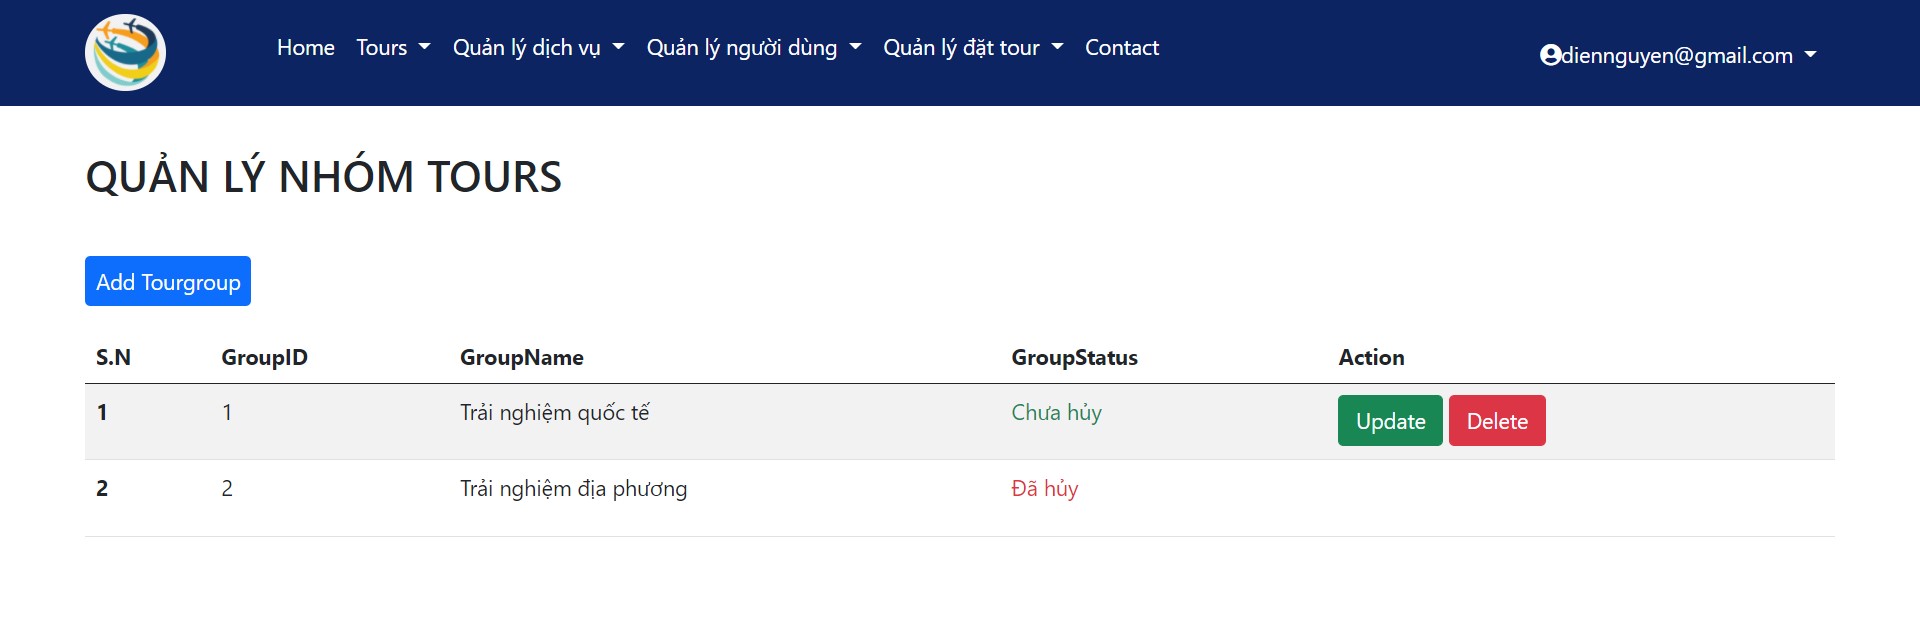 Home Tours Quản lý dịch vụ Quản lý người dùng Quản lý đặt tour Contact diennguyen@gmail.com
QUẢN LÝ NHÓM TOURS
Add Tourgroup
S.N GroupID GroupName GroupStatus Action
1 1 Trải nghiệm quốc tế Chưa hủy Update Delete
2 2 Trải nghiệm địa phương Đã hủy